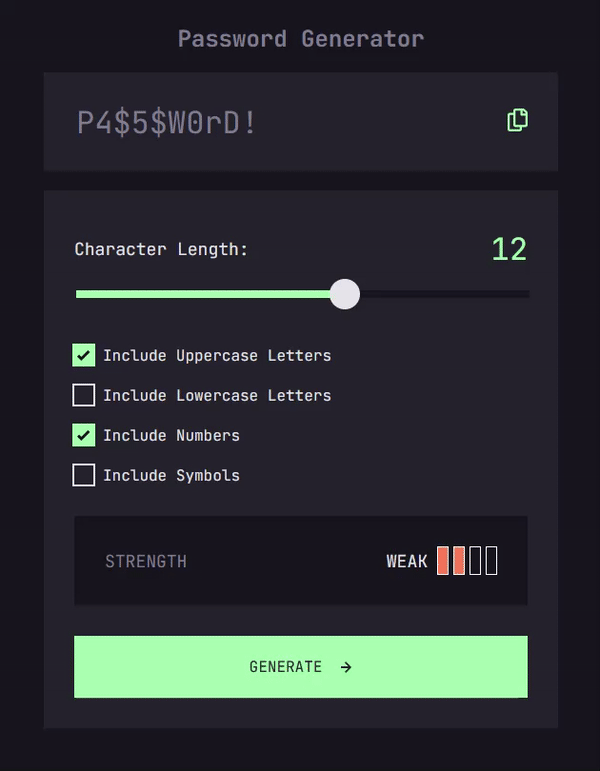 Password Generator
P4$5$W0rD!
Character Length: 12
Include Uppercase Letters
Include Lowercase Letters
Include Numbers
Include Symbols
STRENGTH WEAK
GENERATE →